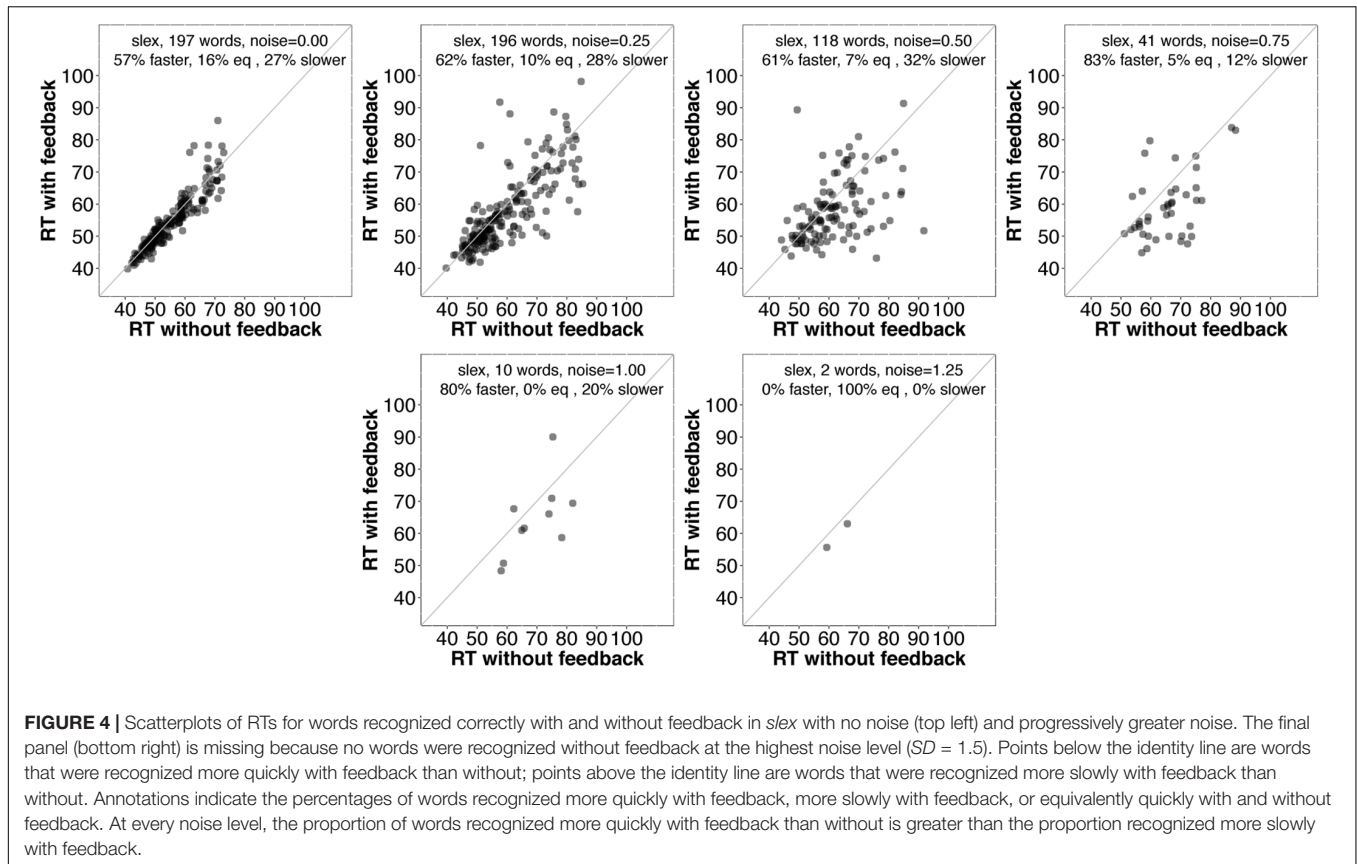 slex, 197 words, noise=0.00
57% faster, 16% eq , 27% slower
100
90
80
70
60
50
40
RT with feedback
40 50 60 70 80 90 100
RT without feedback
slex, 196 words, noise=0.25
62% faster, 10% eq , 28% slower
100
90
80
70
60
50
40
RT with feedback
40 50 60 70 80 90 100
RT without feedback
slex, 118 words, noise=0.50
61% faster, 7% eq , 32% slower
100
90
80
70
60
50
40
RT with feedback
40 50 60 70 80 90 100
RT without feedback
slex, 41 words, noise=0.75
83% faster, 5% eq , 12% slower
100
90
80
70
60
50
40
RT with feedback
40 50 60 70 80 90 100
RT without feedback
slex, 10 words, noise=1.00
80% faster, 0% eq , 20% slower
100
90
80
70
60
50
40
RT with feedback
40 50 60 70 80 90 100
RT without feedback
slex, 2 words, noise=1.25
0% faster, 100% eq , 0% slower
100
90
80
70
60
50
40
RT with feedback
40 50 60 70 80 90 100
RT without feedback
FIGURE 4 | Scatterplots of RTs for words recognized correctly with and without feedback in slex with no noise (top left) and progressively greater noise. The final
panel (bottom right) is missing because no words were recognized without feedback at the highest noise level (SD = 1.5). Points below the identity line are words
that were recognized more quickly with feedback than without; points above the identity line are words that were recognized more slowly with feedback than
without. Annotations indicate the percentages of words recognized more quickly with feedback, more slowly with feedback, or equivalently quickly with and without
feedback. At every noise level, the proportion of words recognized more quickly with feedback than without is greater than the proportion recognized more slowly
with feedback.